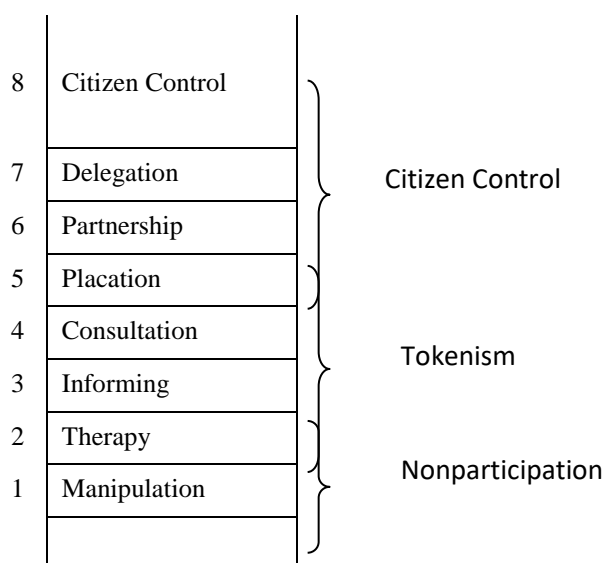 8 Citizen Control
7 Delegation Citizen Control
6 Partnership
5 Placation
4 Consultation
Tokenism
3 Informing
2 Therapy
Nonparticipation
1 Manipulation